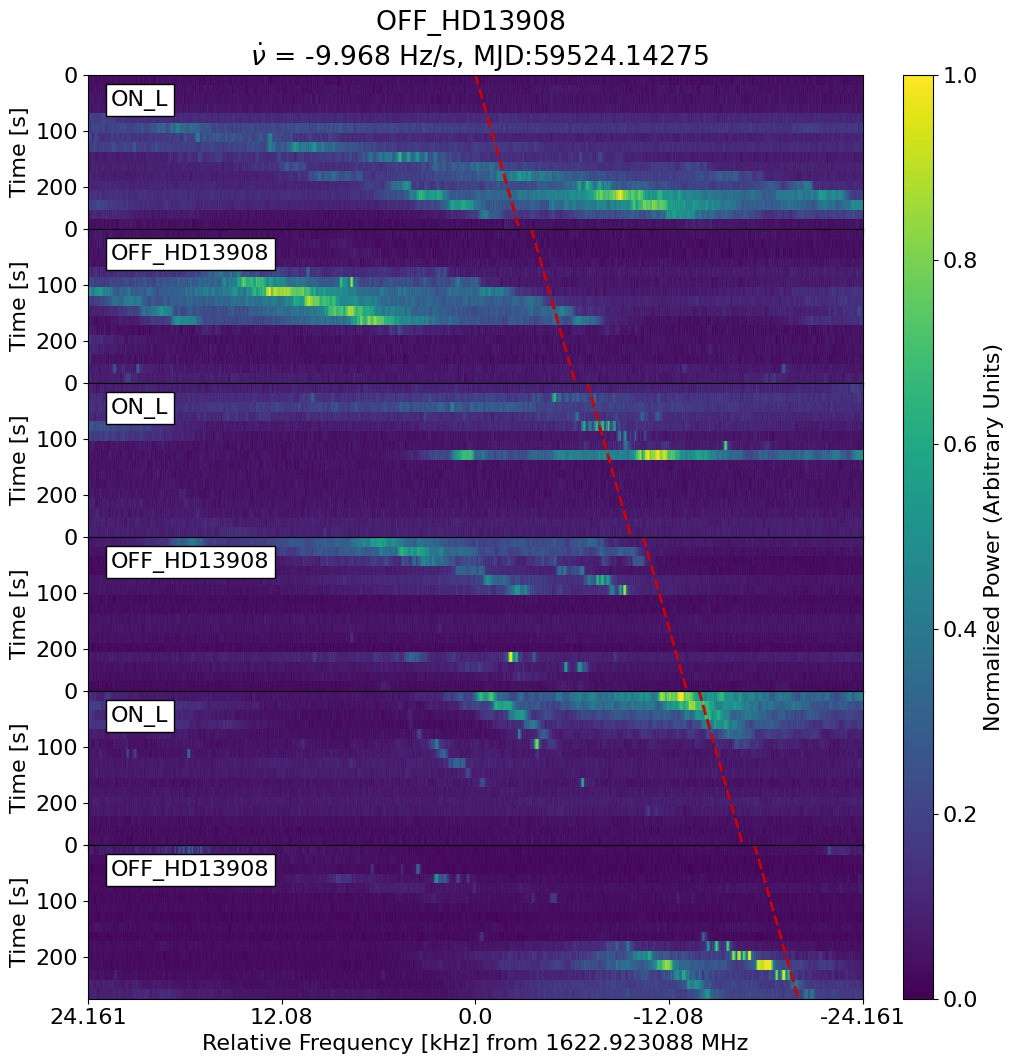 OFF_HD13908
ν̇ = -9.968 Hz/s, MJD:59524.14275
ON_L
OFF_HD13908
ON_L
OFF_HD13908
ON_L
OFF_HD13908
Time [s]
0
100
200
Time [s]
0
100
200
Time [s]
0
100
200
Time [s]
0
100
200
Time [s]
0
100
200
Time [s]
0
100
200
24.161 12.08 0.0 -12.08 -24.161
Relative Frequency [kHz] from 1622.923088 MHz
1.0
0.8
0.6
0.4
0.2
0.0
Normalized Power (Arbitrary Units)